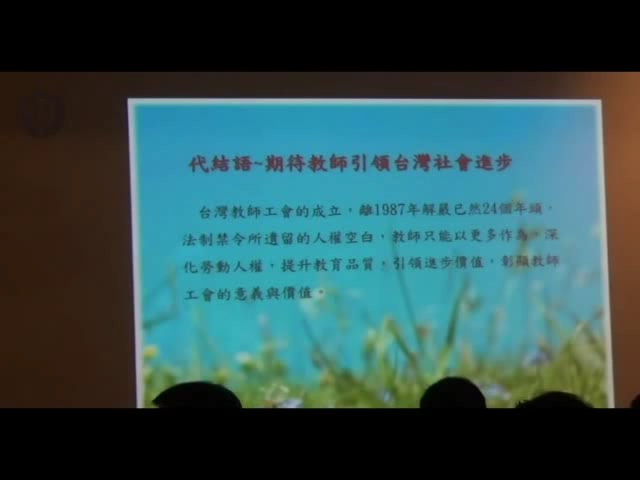 代結語~期待教師引領台灣社會進步
台灣教師工會的成立，離1987年解嚴已然24個年頭，
法制禁令所遺留的人權空白，教師只能以更多作為，深
化勞動人權，提升教育品質，引領進步價值，彰顯教師
工會的意義與價值。